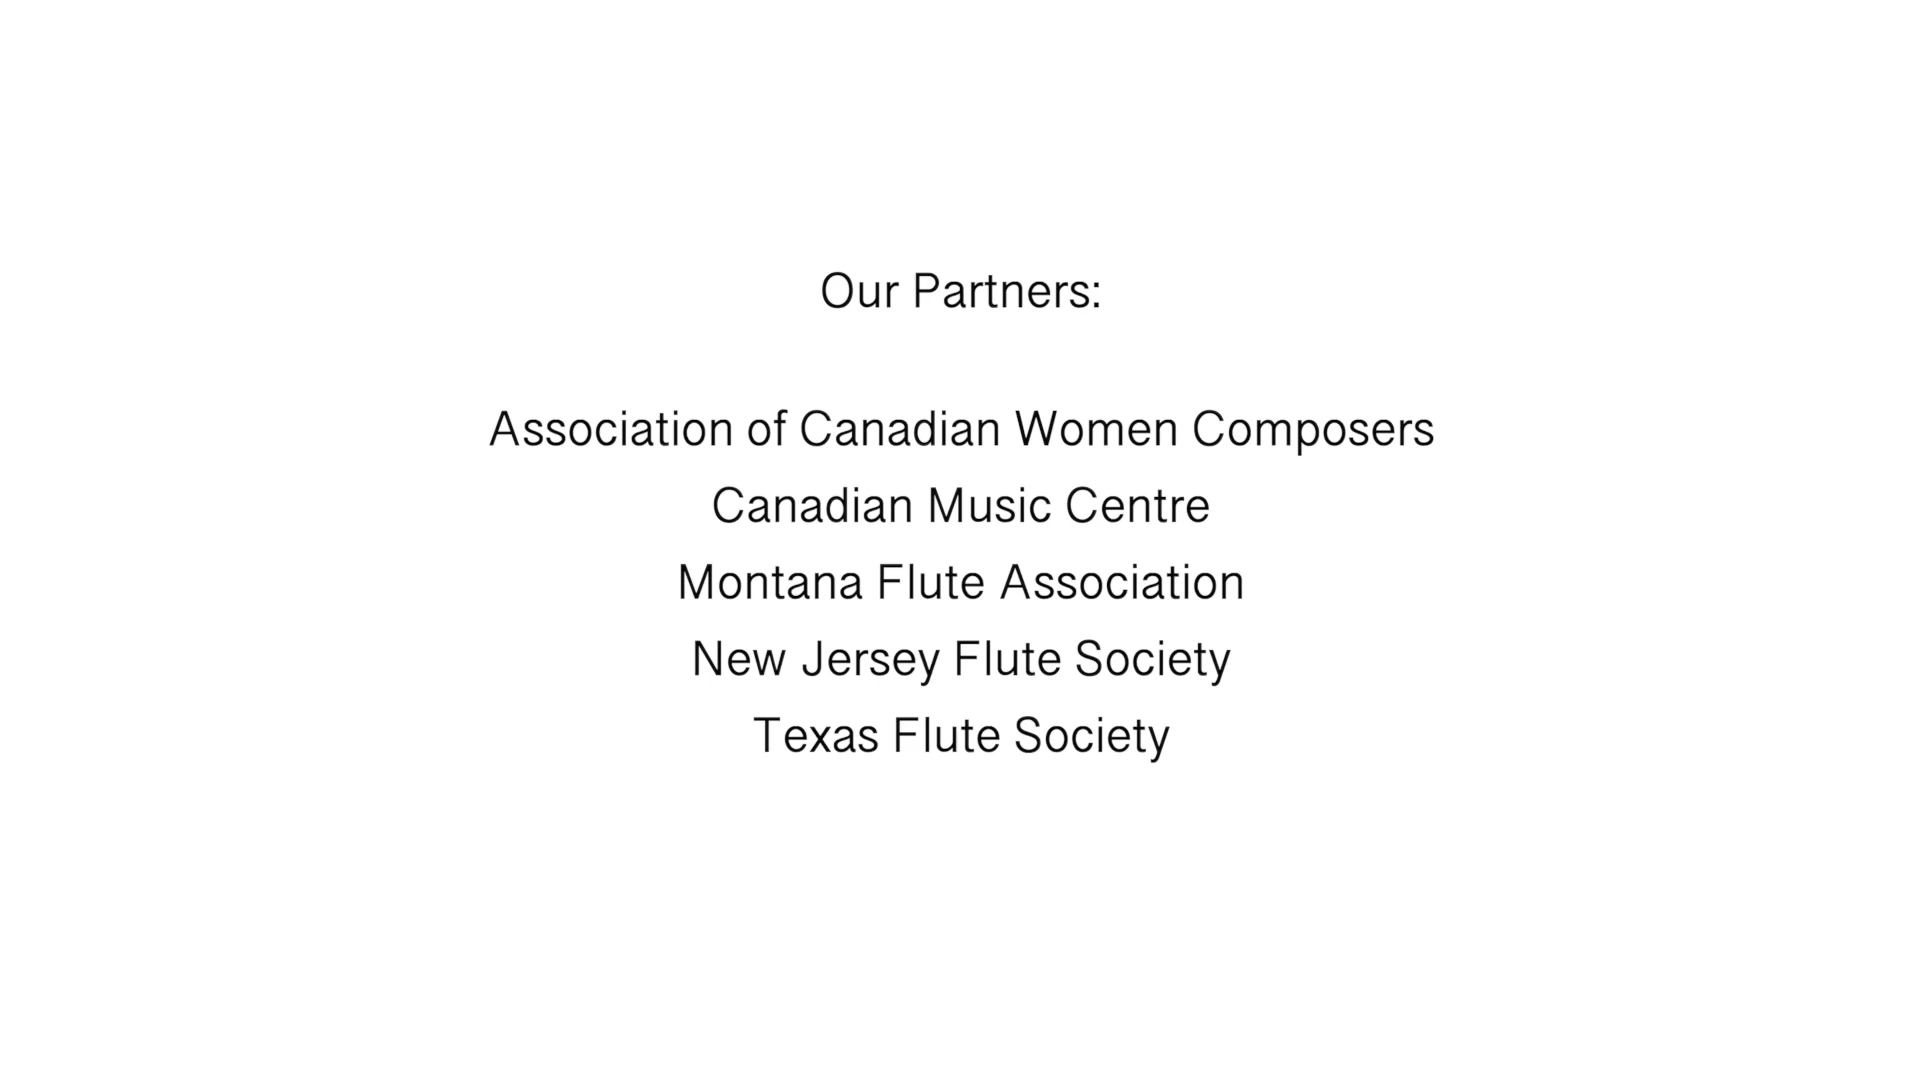 Our Partners:
Association of Canadian Women Composers
Canadian Music Centre
Montana Flute Association
New Jersey Flute Society
Texas Flute Society